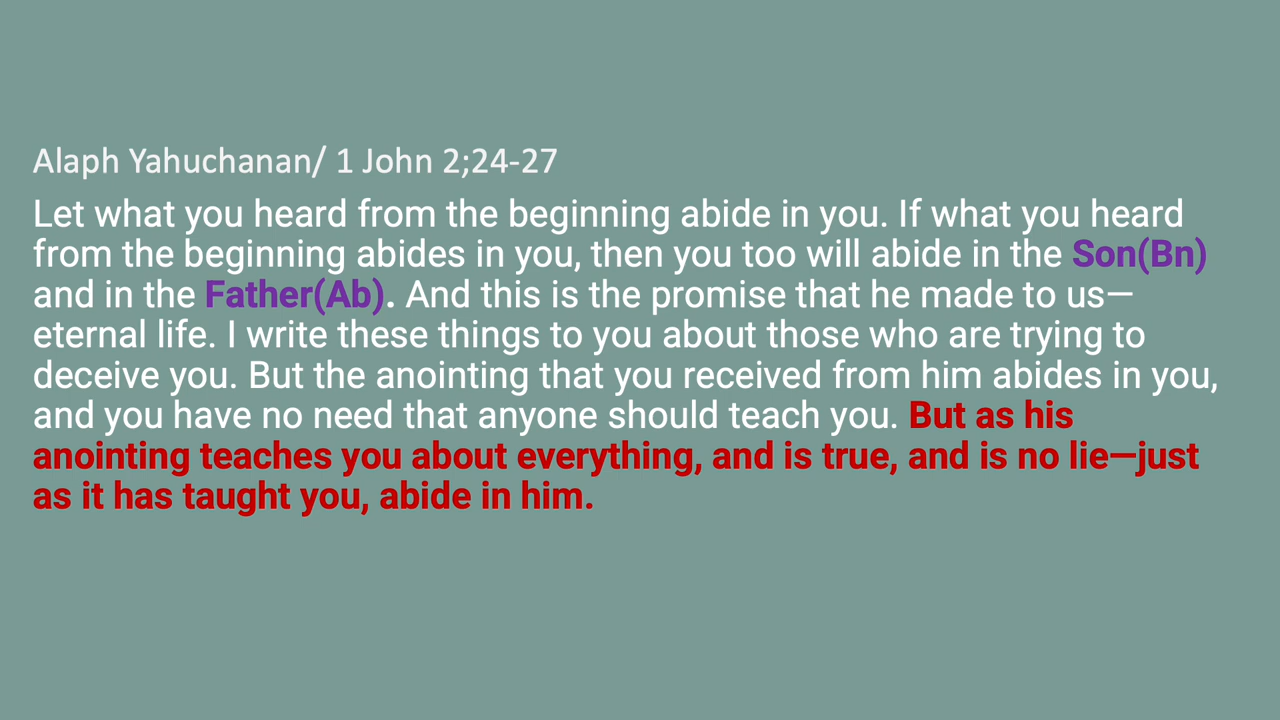 Alaph Yahuchanan/ 1 John 2;24-27
Let what you heard from the beginning abide in you. If what you heard
from the beginning abides in you, then you too will abide in the Son(Bn)
and in the Father(Ab). And this is the promise that he made to us—
eternal life. I write these things to you about those who are trying to
deceive you. But the anointing that you received from him abides in you,
and you have no need that anyone should teach you. But as his
anointing teaches you about everything, and is true, and is no lie—just
as it has taught you, abide in him.